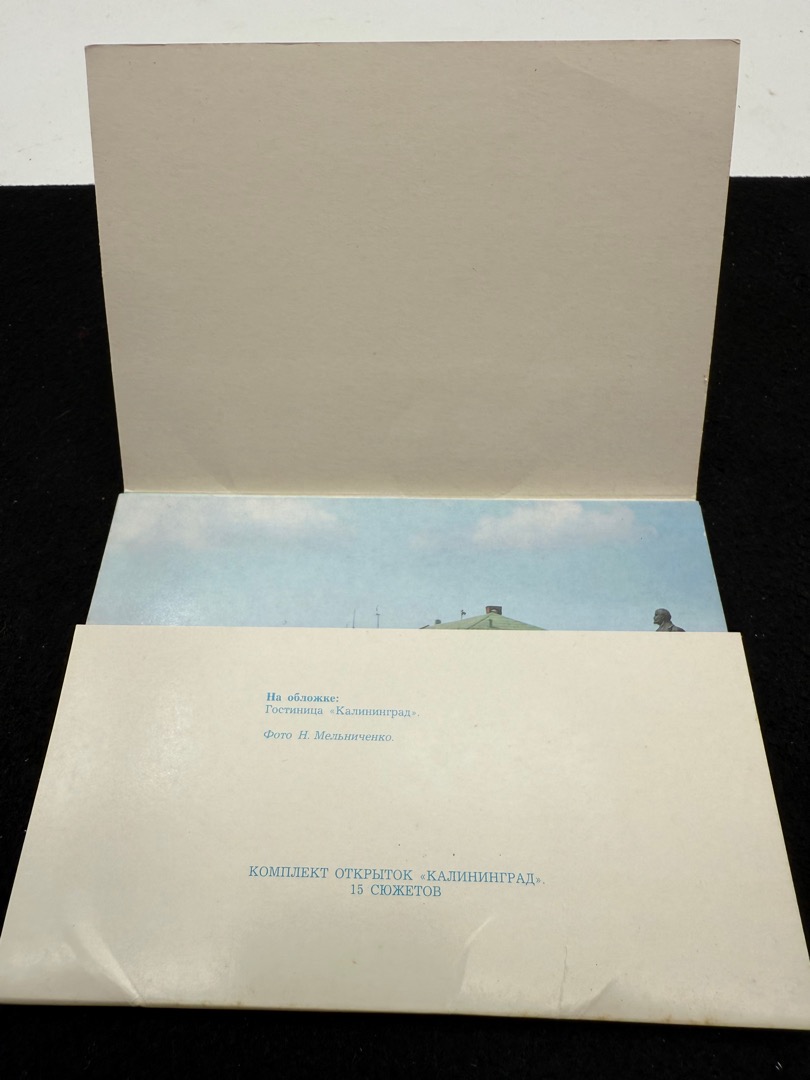 На обложке:
Гостиница «Калининград».
Фото Н. Мельниченко.
КОМПЛЕКТ ОТКРЫТОК «КАЛИНИНГРАД».
15 СЮЖЕТОВ